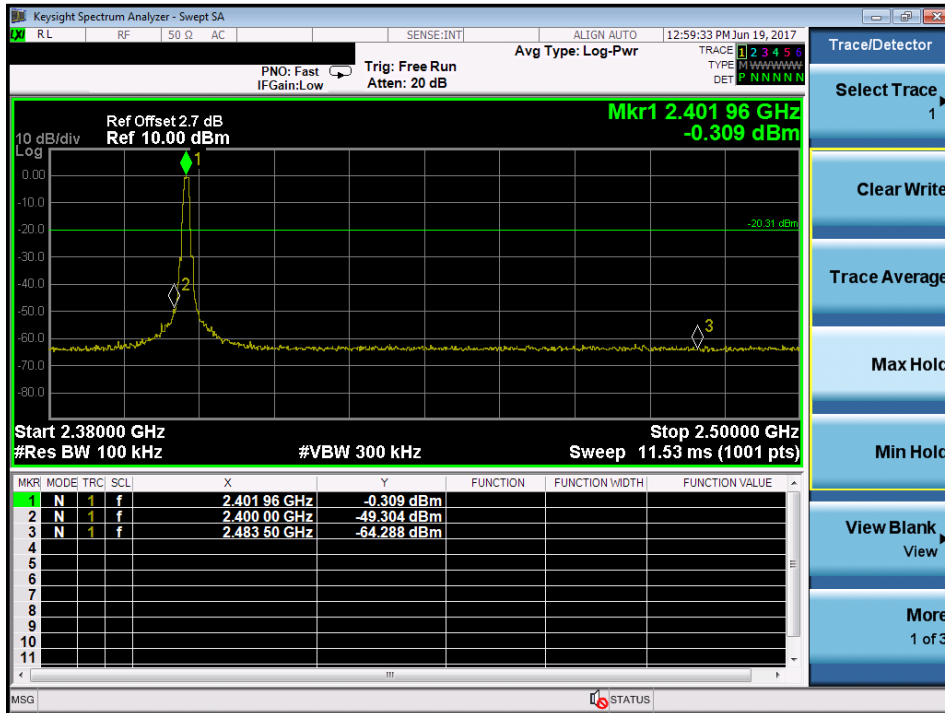 Keysight Spectrum Analyzer - Swept SA
LXI RL RF 50 Ω AC SENSE:INT ALIGN AUTO 12:59:33 PM Jun 19, 2017
PNO: Fast
IFGain:Low
Trig: Free Run
Atten: 20 dB
Avg Type: Log-Pwr
TRACE 1 2 3 4 5 6
TYPE M WWWWW
DET P N N N N N
Mkr1 2.401 96 GHz
-0.309 dBm
Ref Offset 2.7 dB
10 dB/div Ref 10.00 dBm
Log
1
0.00
-10.0
-20.0
-20.31 dBm
-30.0
-40.0
2
-50.0
3
-60.0
-70.0
-80.0
Start 2.38000 GHz Stop 2.50000 GHz
#Res BW 100 kHz #VBW 300 kHz Sweep 11.53 ms (1001 pts)
MKR MODE TRC SCL X Y FUNCTION FUNCTION WIDTH FUNCTION VALUE
1 N 1 f 2.401 96 GHz -0.309 dBm
2 N 1 f 2.400 00 GHz -49.304 dBm
3 N 1 f 2.483 50 GHz -64.288 dBm
4
5
6
7
8
9
10
11
MSG STATUS
Trace/Detector
Select Trace
1
Clear Write
Trace Average
Max Hold
Min Hold
View Blank
View
More
1 of 3